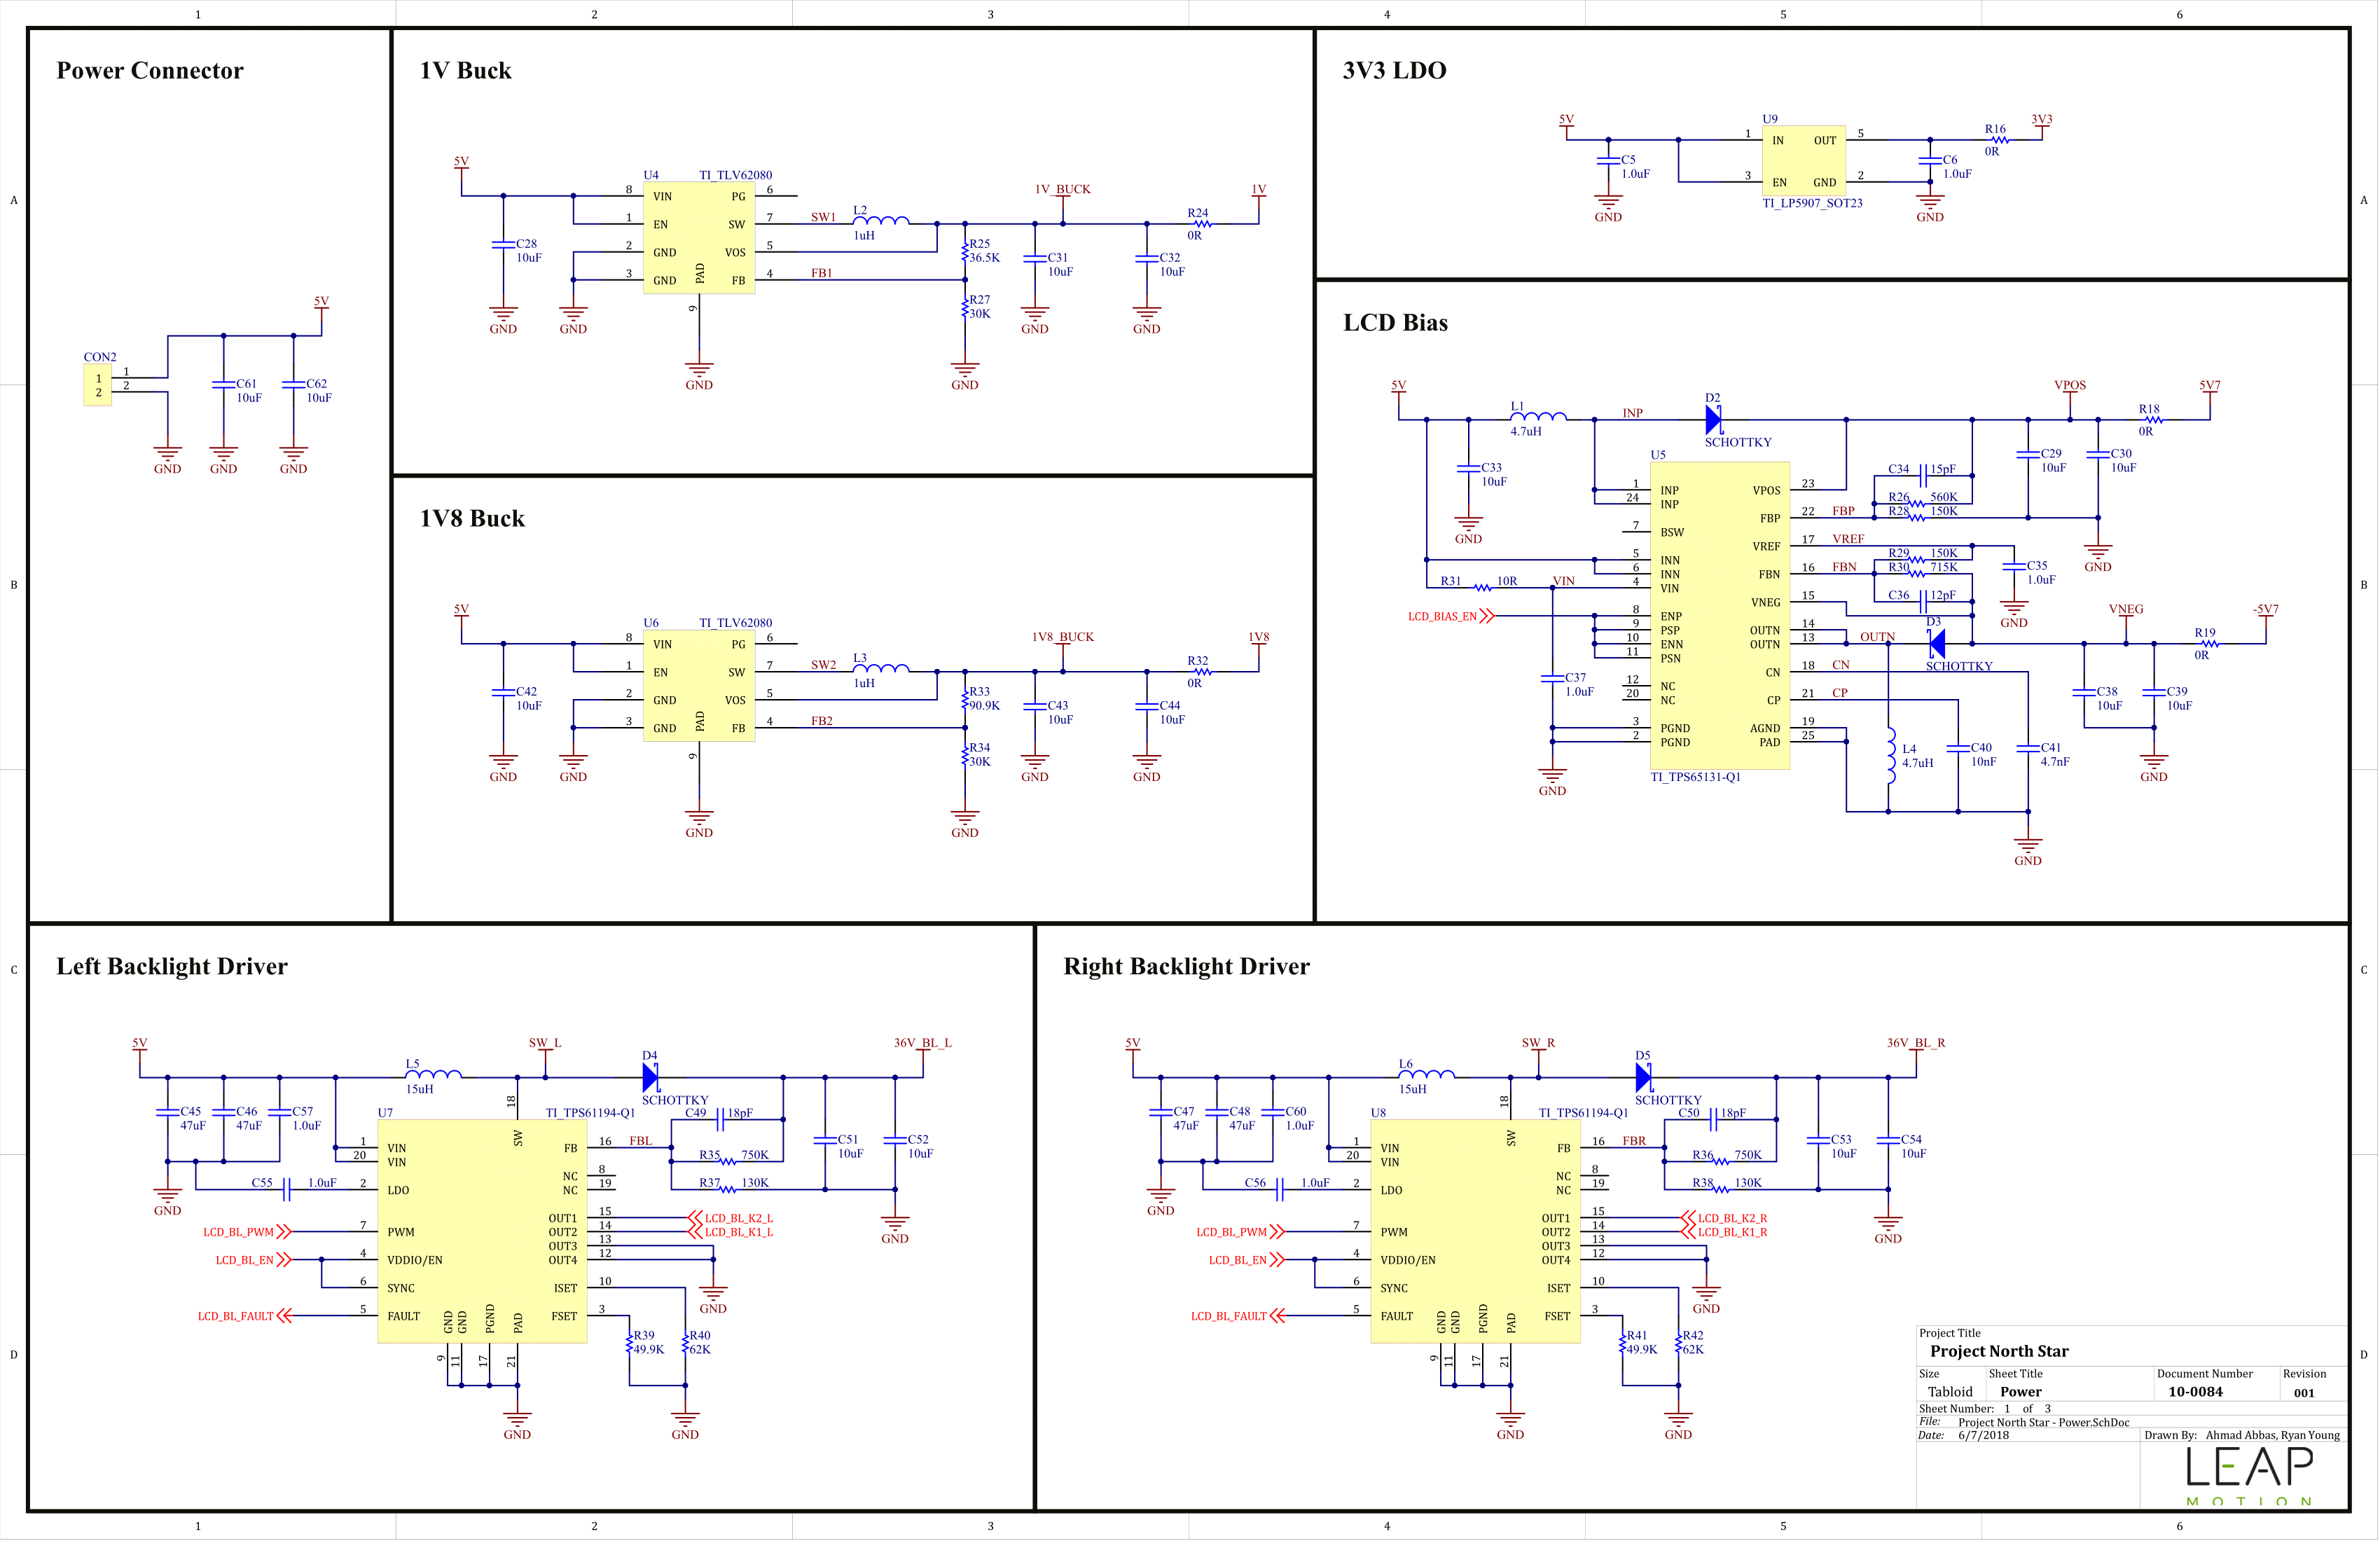 1 2 3 4 5 6
A A
B B
C C
D D
Power Connector
5V
CON2
1 1
2 2
C61
10uF
C62
10uF
GND GND GND
1V Buck
5V
U4 TI_TLV62080
8 VIN PG 6
1 EN SW 7
2 GND VOS 5
3 GND FB 4
PAD
9
C28
10uF
SW1
L2
1uH
FB1
R25
36.5K
R27
30K
1V_BUCK
C31
10uF
C32
10uF
R24
0R
1V
GND GND GND GND
GND GND
1V8 Buck
5V
U6 TI_TLV62080
8 VIN PG 6
1 EN SW 7
2 GND VOS 5
3 GND FB 4
PAD
9
C42
10uF
SW2
L3
1uH
FB2
R33
90.9K
R34
30K
1V8_BUCK
C43
10uF
C44
10uF
R32
0R
1V8
GND GND GND GND
GND GND
3V3 LDO
5V
U9
1 IN OUT 5
3 EN GND 2
TI_LP5907_SOT23
C5
1.0uF
C6
1.0uF
R16
0R
3V3
GND GND
LCD Bias
5V
L1
4.7uH
INP
D2
SCHOTTKY
VPOS
5V7
R18
0R
C33
10uF
GND
U5
1 INP VPOS 23
24 INP
FBP 22 FBP
7 BSW
VREF 17 VREF
5 INN
6 INN FBN 16 FBN
4 VIN
VNEG 15
8 ENP
9 PSP OUTN 14
10 ENN OUTN 13 OUTN
11 PSN
CN 18 CN
12 NC
20 NC CP 21 CP
3 PGND AGND 19
2 PGND PAD 25
TI_TPS65131-Q1
C34 15pF
R26 560K
R28 150K
C29
10uF
C30
10uF
GND
R29 150K
R30 715K
C36 12pF
C35
1.0uF
GND
R31 10R VIN
LCD_BIAS_EN
C37
1.0uF
GND
D3
SCHOTTKY
VNEG
-5V7
R19
0R
C38
10uF
C39
10uF
GND
L4
4.7uH
C40
10nF
C41
4.7nF
GND
Left Backlight Driver
5V
L5
15uH
SW_L
D4
SCHOTTKY
36V_BL_L
C45
47uF
C46
47uF
C57
1.0uF
U7 TI_TPS61194-Q1
18
SW
1 VIN FB 16 FBL
20 VIN
NC 8
2 LDO NC 19
OUT1 15 LCD_BL_K2_L
LCD_BL_PWM 7 PWM OUT2 14 LCD_BL_K1_L
OUT3 13
LCD_BL_EN 4 VDDIO/EN OUT4 12
6 SYNC ISET 10
LCD_BL_FAULT 5 FAULT FSET 3
GND GND PGND PAD
9 11 17 21
C55 1.0uF
C49 18pF
R35 750K
R37 130K
C51
10uF
C52
10uF
R39
49.9K
R40
62K
GND GND GND
GND GND
Right Backlight Driver
5V
L6
15uH
SW_R
D5
SCHOTTKY
36V_BL_R
C47
47uF
C48
47uF
C60
1.0uF
U8 TI_TPS61194-Q1
18
SW
1 VIN FB 16 FBR
20 VIN
NC 8
2 LDO NC 19
OUT1 15 LCD_BL_K2_R
LCD_BL_PWM 7 PWM OUT2 14 LCD_BL_K1_R
OUT3 13
LCD_BL_EN 4 VDDIO/EN OUT4 12
6 SYNC ISET 10
LCD_BL_FAULT 5 FAULT FSET 3
GND GND PGND PAD
9 11 17 21
C56 1.0uF
C50 18pF
R36 750K
R38 130K
C53
10uF
C54
10uF
R41
49.9K
R42
62K
GND GND GND
GND GND
Project Title
Project North Star
Size Sheet Title Document Number Revision
Tabloid Power 10-0084 001
Sheet Number: 1 of 3
File: Project North Star - Power.SchDoc
Date: 6/7/2018 Drawn By: Ahmad Abbas, Ryan Young
LEAP
MOTION
1 2 3 4 5 6